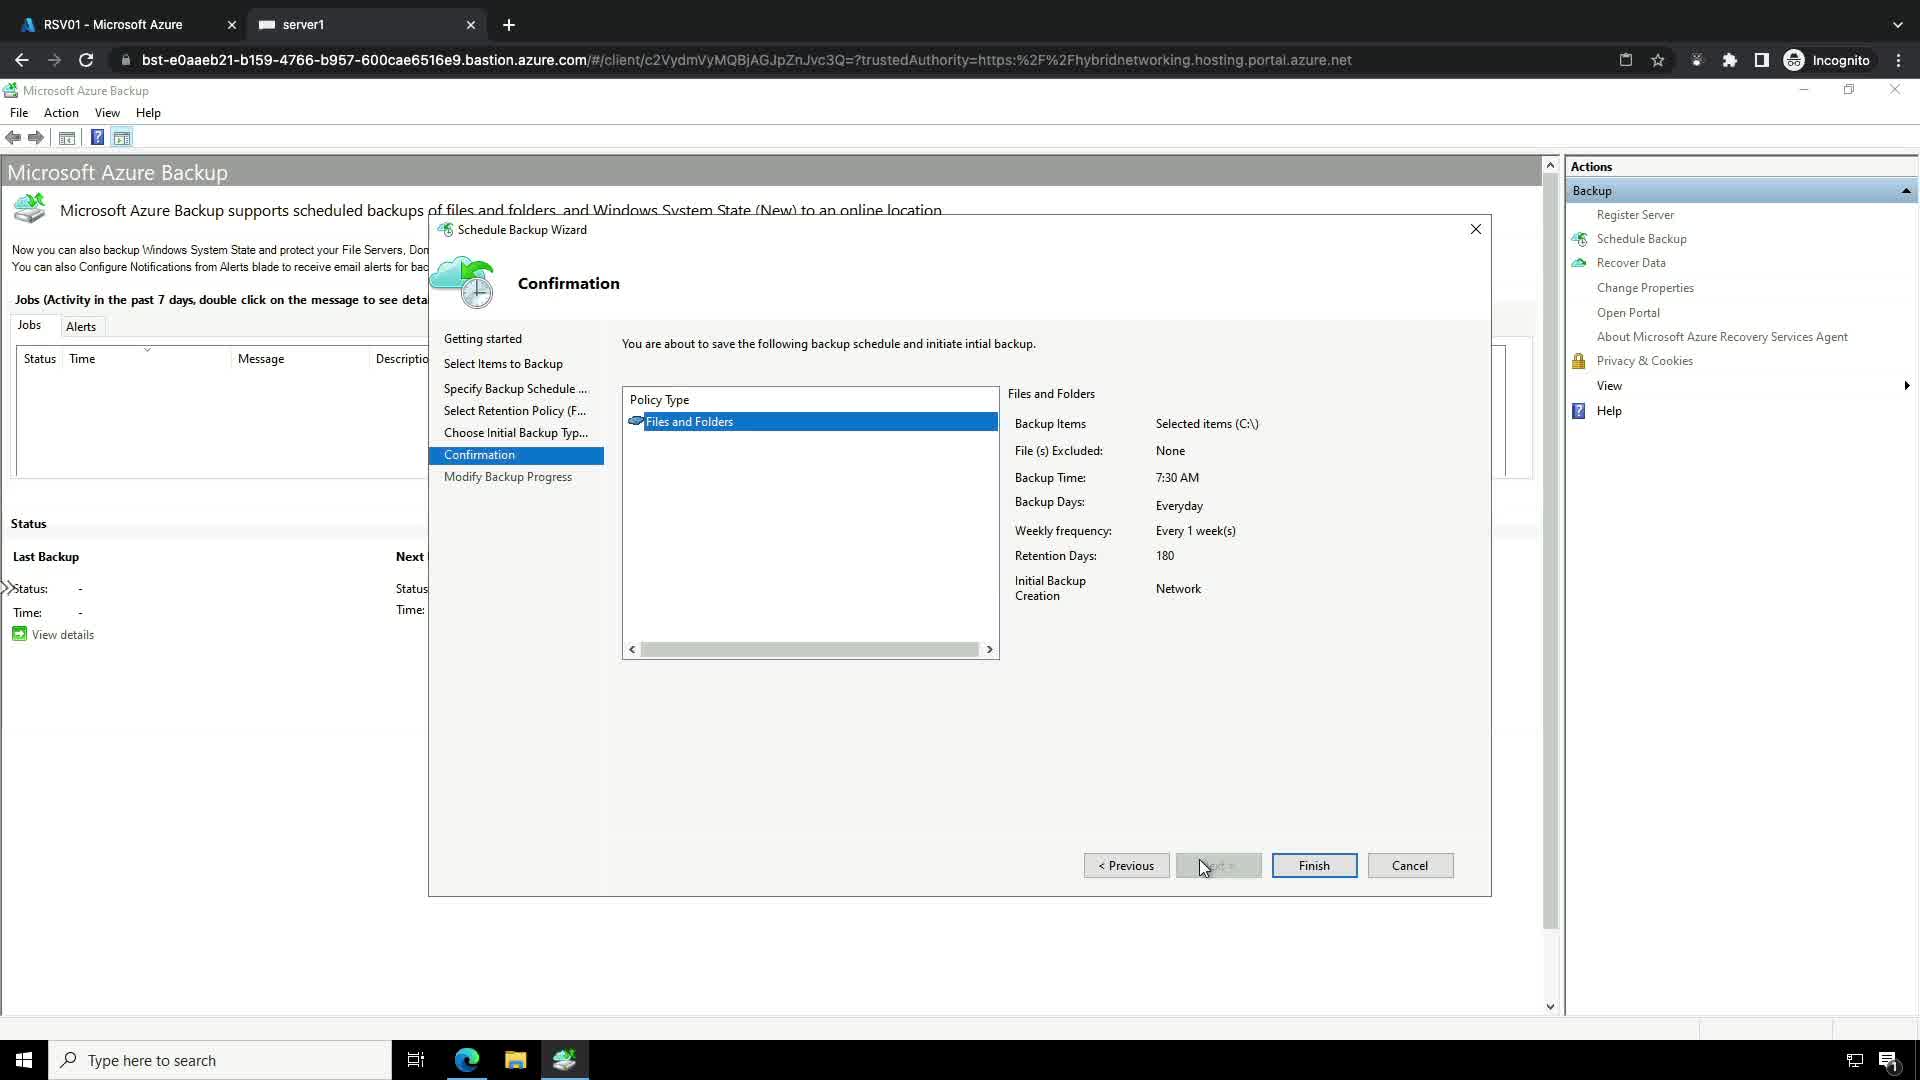 RSV01 - Microsoft Azure
server1
bst-e0aaeb21-b159-4766-b957-600cae6516e9.bastion.azure.com/#/client/c2VydmVyMQBjAGJpZnJvc3Q=?trustedAuthority=https:%2F%2Fhybridnetworking.hosting.portal.azure.net
Incognito
Microsoft Azure Backup
File Action View Help
Microsoft Azure Backup
Microsoft Azure Backup supports scheduled backups of files and folders, and Windows System State (New) to an online location
Now you can also backup Windows System State and protect your File Servers, Don
You can also Configure Notifications from Alerts blade to receive email alerts for bac
Jobs (Activity in the past 7 days, double click on the message to see detai
Jobs Alerts
Status Time Message Descriptio
Status
Last Backup Next
Status: - Status
Time: - Time:
View details
Schedule Backup Wizard
Confirmation
Getting started
Select Items to Backup
Specify Backup Schedule ...
Select Retention Policy (F...
Choose Initial Backup Typ...
Confirmation
Modify Backup Progress
You are about to save the following backup schedule and initiate intial backup.
Policy Type
Files and Folders
Files and Folders
Backup Items Selected items (C:\)
File (s) Excluded: None
Backup Time: 7:30 AM
Backup Days: Everyday
Weekly frequency: Every 1 week(s)
Retention Days: 180
Initial Backup
Creation Network
< Previous Finish Cancel
Actions
Backup
Register Server
Schedule Backup
Recover Data
Change Properties
Open Portal
About Microsoft Azure Recovery Services Agent
Privacy & Cookies
View
Help
Type here to search
1